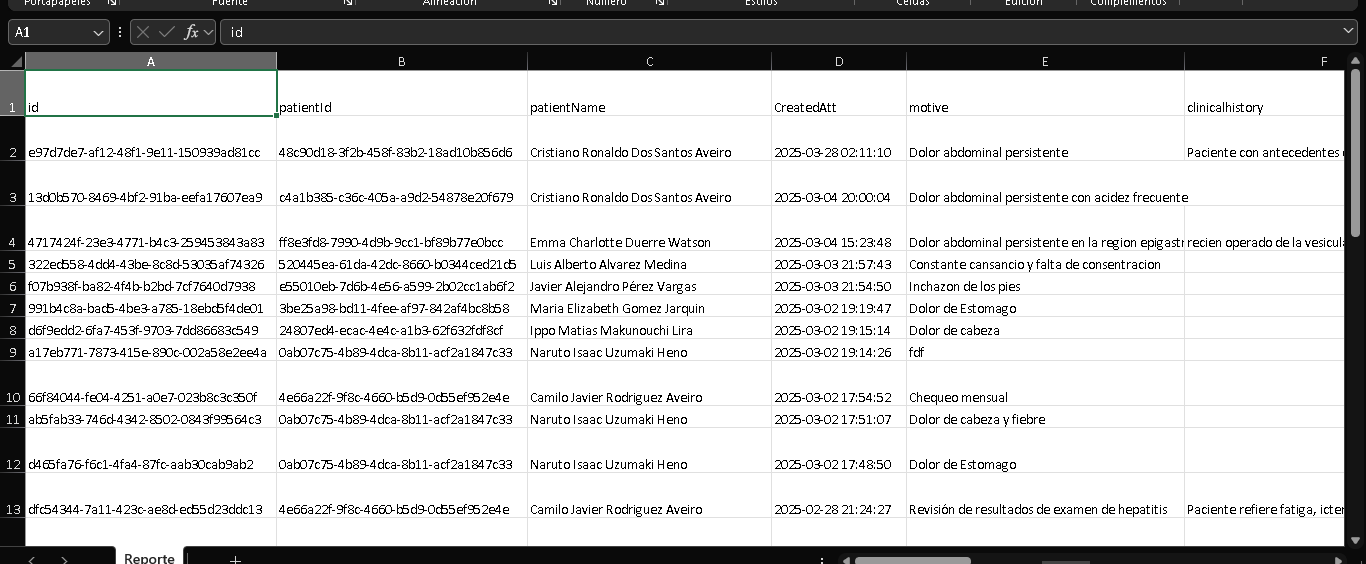 Portapapeles Fuente Alineación Número Estilos Celdas Edición Complementos
A1 fx id
A B C D E F
1 id patientId patientName CreatedAtt motive clinicalhistory
2 e97d7de7-af12-48f1-9e11-150939ad81cc 48c90d18-3f2b-458f-83b2-18ad10b856d6 Cristiano Ronaldo Dos Santos Aveiro 2025-03-28 02:11:10 Dolor abdominal persistente Paciente con antecedentes
3 13d0b570-8469-4bf2-91ba-eefa17607ea9 c4a1b385-c36c-405a-a9d2-54878e20f679 Cristiano Ronaldo Dos Santos Aveiro 2025-03-04 20:00:04 Dolor abdominal persistente con acidez frecuente
4 4717424f-23e3-4771-b4c3-259453843a83 ff8e3fd8-7990-4d9b-9cc1-bf89b77e0bcc Emma Charlotte Duerre Watson 2025-03-04 15:23:48 Dolor abdominal persistente en la region epigastr recien operado de la vesicula
5 322ed558-4dd4-43be-8c8d-53035af74326 520445ea-61da-42dc-8660-b0344ced21d5 Luis Alberto Alvarez Medina 2025-03-03 21:57:43 Constante cansancio y falta de consentracion
6 f07b938f-ba82-4f4b-b2bd-7cf7640d7938 e55010eb-7d6b-4e56-a599-2b02cc1ab6f2 Javier Alejandro Pérez Vargas 2025-03-03 21:54:50 Inchazon de los pies
7 991b4c8a-bad5-4be3-a785-18ebd5f4de01 3be25a98-bd11-4fee-af97-842af4bc8b58 Maria Elizabeth Gomez Jarquin 2025-03-02 19:19:47 Dolor de Estomago
8 d6f9edd2-6fa7-453f-9703-7dd86683c549 24807ed4-ecac-4e4c-a1b3-62f632fdf8cf Ippo Matias Makunouchi Lira 2025-03-02 19:15:14 Dolor de cabeza
9 a17eb771-7873-415e-890c-002a58e2ee4a 0ab07c75-4b89-4dca-8b11-acf2a1847c33 Naruto Isaac Uzumaki Heno 2025-03-02 19:14:26 fdf
10 66f84044-fe04-4251-a0e7-023b8c3c350f 4e66a22f-9f8c-4660-b5d9-0d55ef952e4e Camilo Javier Rodriguez Aveiro 2025-03-02 17:54:52 Chequeo mensual
11 ab5fab33-746d-4342-8502-0843f99564c3 0ab07c75-4b89-4dca-8b11-acf2a1847c33 Naruto Isaac Uzumaki Heno 2025-03-02 17:51:07 Dolor de cabeza y fiebre
12 d465fa76-f6c1-4fa4-87fc-aab30cab9ab2 0ab07c75-4b89-4dca-8b11-acf2a1847c33 Naruto Isaac Uzumaki Heno 2025-03-02 17:48:50 Dolor de Estomago
13 dfc54344-7a11-423c-ae8d-ed55d23ddc13 4e66a22f-9f8c-4660-b5d9-0d55ef952e4e Camilo Javier Rodriguez Aveiro 2025-02-28 21:24:27 Revisión de resultados de examen de hepatitis Paciente refiere fatiga, icter
Reporte